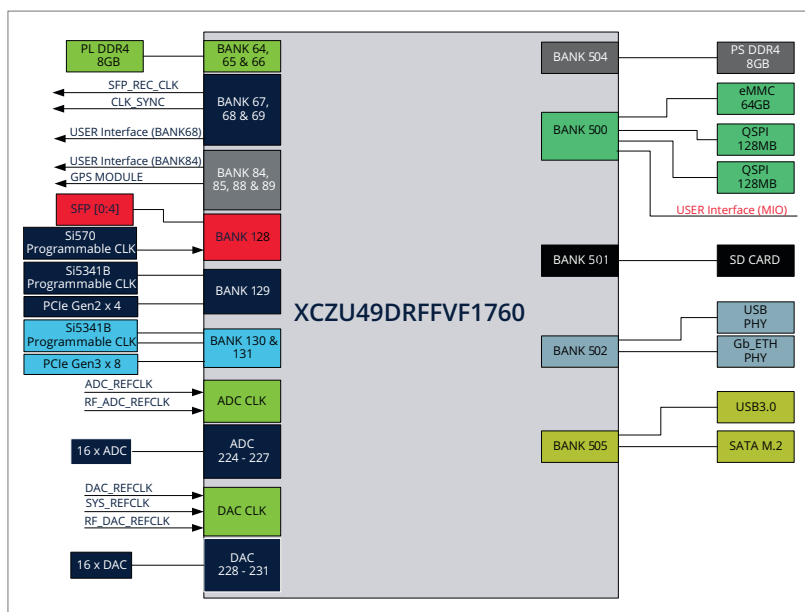 PL DDR4
8GB
BANK 64,
65 & 66
SFP_REC_CLK
CLK_SYNC
USER Interface (BANK68)
BANK 67,
68 & 69
USER Interface (BANK84)
GPS MODULE
BANK 84,
85, 88 & 89
SFP [0:4]
BANK 128
Si570
Programmable CLK
Si5341B
Programmable CLK
PCIe Gen2 x 4
BANK 129
Si5341B
Programmable CLK
PCIe Gen3 x 8
BANK 130 &
131
ADC_REFCLK
RF_ADC_REFCLK
ADC CLK
16 x ADC
ADC
224 - 227
DAC_REFCLK
SYS_REFCLK
RF_DAC_REFCLK
DAC CLK
16 x DAC
DAC
228 - 231
XCZU49DRFFVF1760
BANK 504
PS DDR4
8GB
BANK 500
eMMC
64GB
QSPI
128MB
QSPI
128MB
USER Interface (MIO)
BANK 501
SD CARD
BANK 502
USB
PHY
Gb_ETH
PHY
BANK 505
USB3.0
SATA M.2